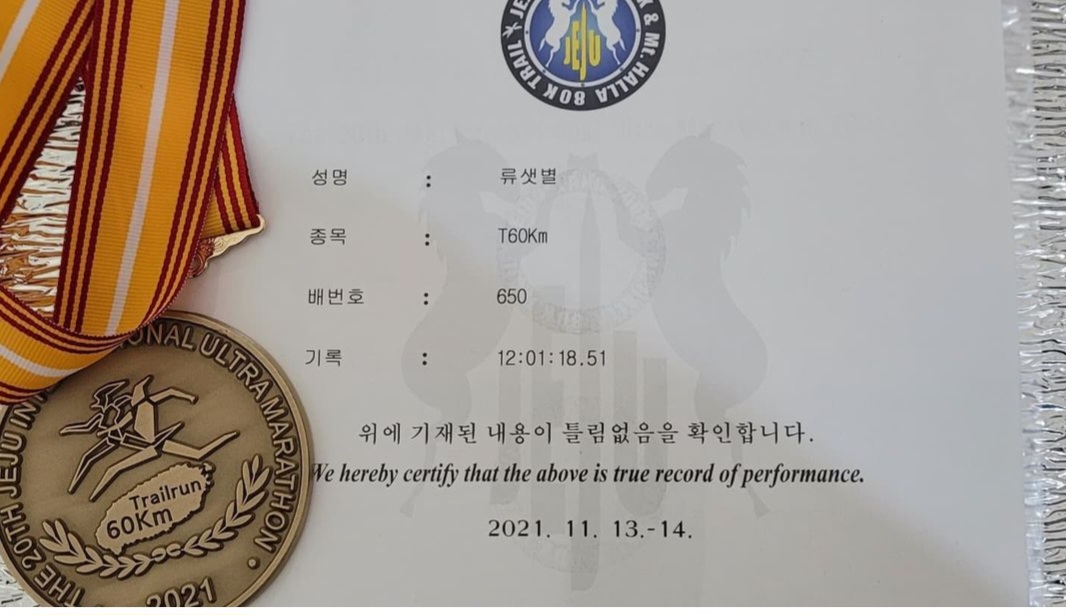 JEJU
& Mt. HALLA 80K TRAIL
성명 : 류샛별
종목 : T60Km
배번호 : 650
기록 : 12:01:18.51
위에 기재된 내용이 틀림없음을 확인합니다.
We hereby certify that the above is true record of performance.
2021. 11. 13.-14.
THE 20TH JEJU ULTRAMARATHON
Trailrun
60Km
2021